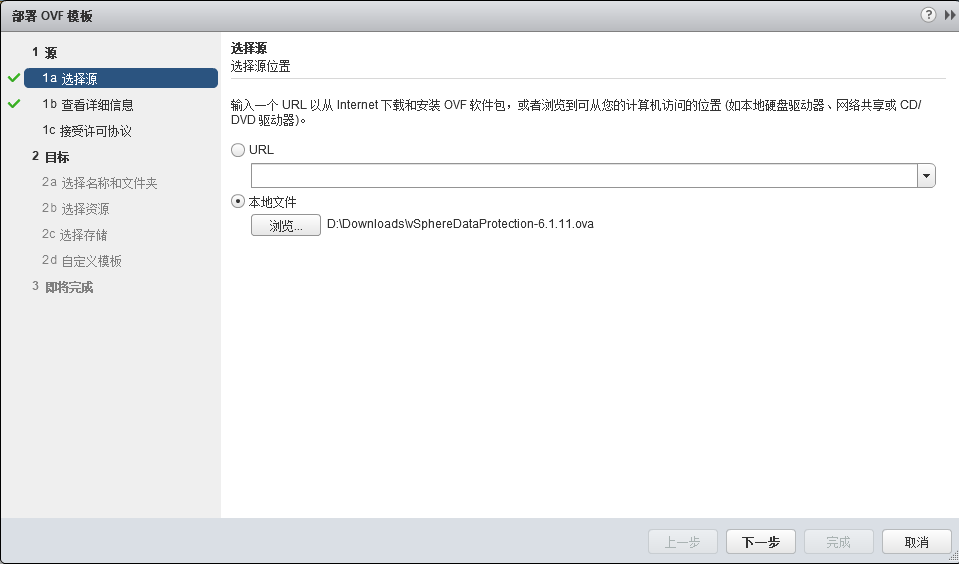 部署 OVF 模板
1 源
1a 选择源
1b 查看详细信息
1c 接受许可协议
2 目标
2a 选择名称和文件夹
2b 选择资源
2c 选择存储
2d 自定义模板
3 即将完成
选择源
选择源位置
输入一个 URL 以从 Internet 下载和安装 OVF 软件包，或者浏览到可从您的计算机访问的位置 (如本地硬盘驱动器、网络共享或 CD/
DVD 驱动器)。
URL
本地文件
浏览... D:\Downloads\vSphereDataProtection-6.1.11.ova
上一步 下一步 完成 取消